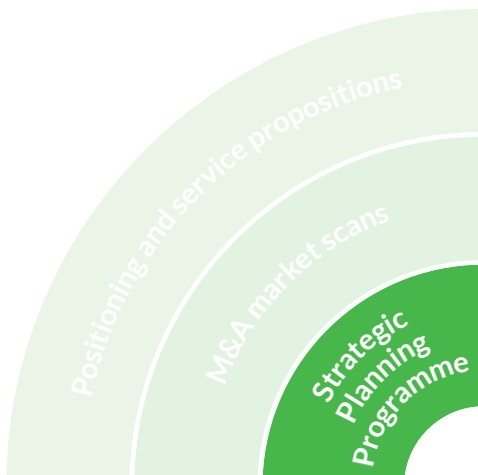 Positioning and service propositions
M&A market scans
Strategic
Planning
Programme